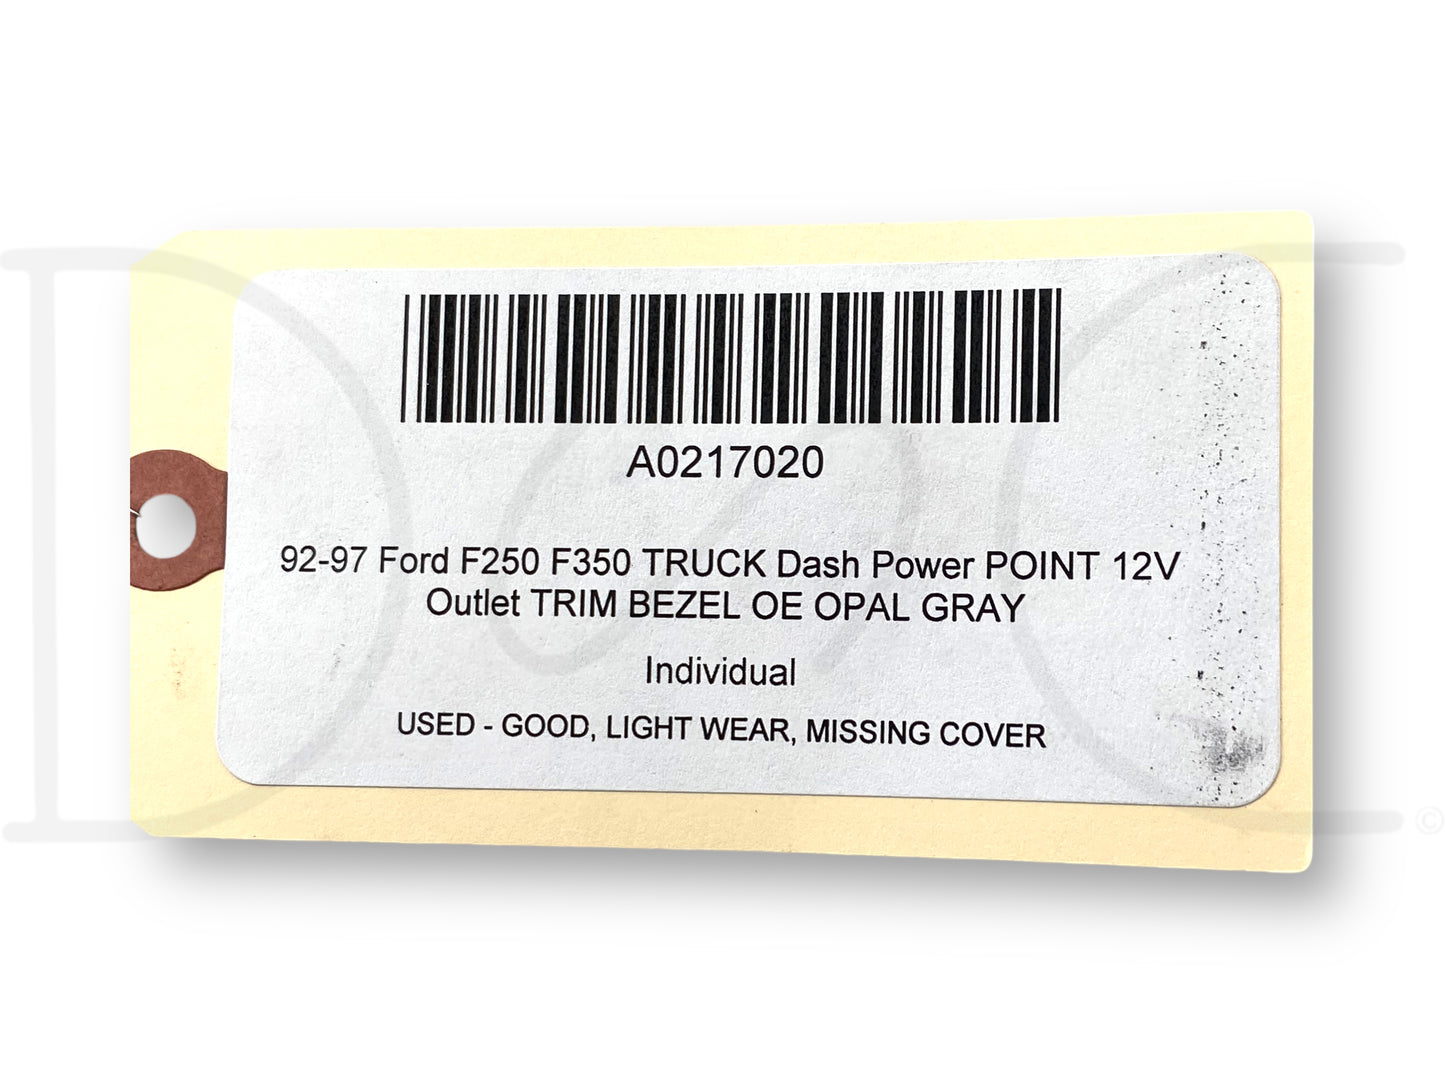 A0217020
92-97 Ford F250 F350 TRUCK Dash Power POINT 12V
Outlet TRIM BEZEL OE OPAL GRAY
Individual
USED - GOOD, LIGHT WEAR, MISSING COVER
©